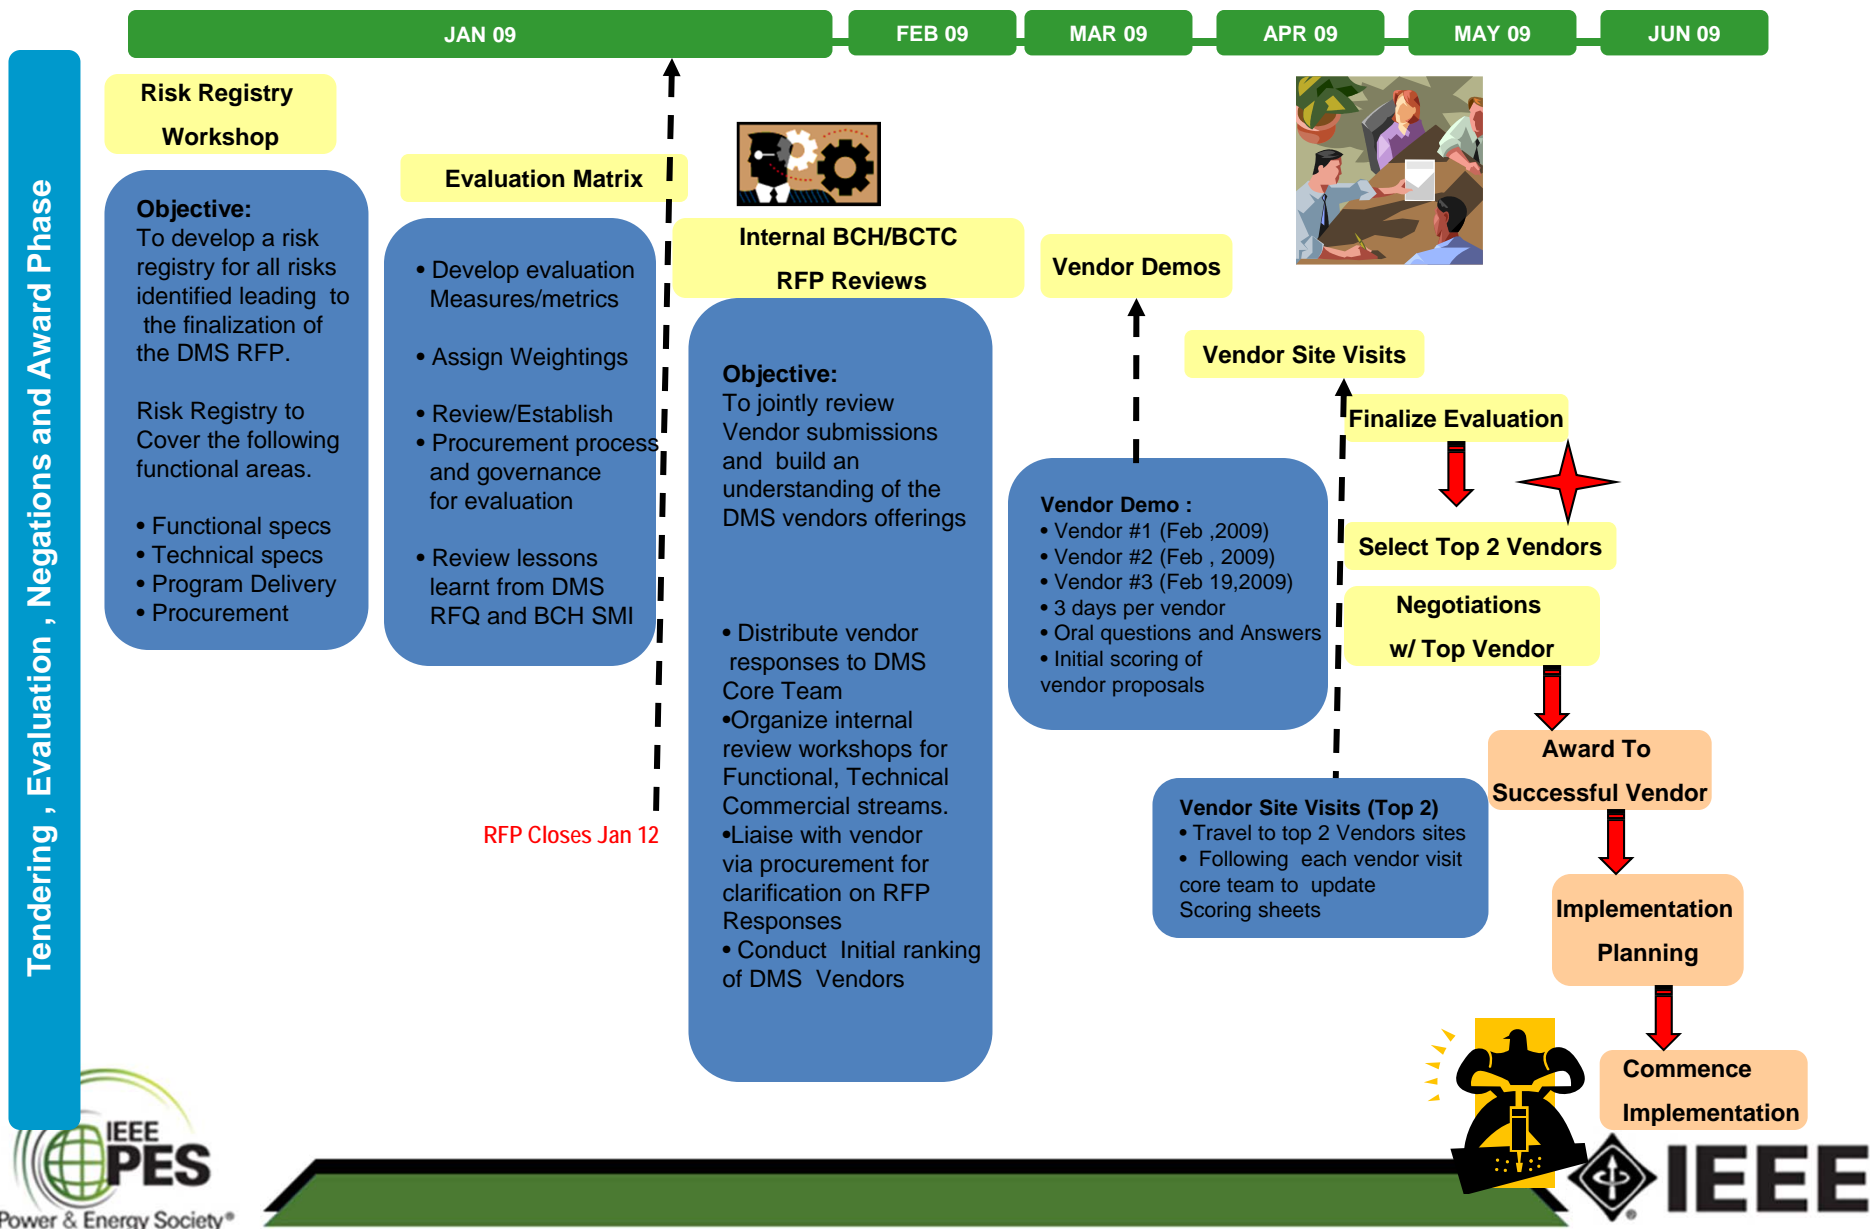 JAN 09
FEB 09
MAR 09
APR 09
MAY 09
JUN 09
Tendering , Evaluation , Negations and Award Phase
Risk Registry
Workshop
Objective:
To develop a risk
registry for all risks
identified leading to
the finalization of
the DMS RFP.
Risk Registry to
Cover the following
functional areas.
• Functional specs
• Technical specs
• Program Delivery
• Procurement
Evaluation Matrix
• Develop evaluation
Measures/metrics
• Assign Weightings
• Review/Establish
• Procurement process
and governance
for evaluation
• Review lessons
learnt from DMS
RFQ and BCH SMI
RFP Closes Jan 12
Internal BCH/BCTC
RFP Reviews
Objective:
To jointly review
Vendor submissions
and build an
understanding of the
DMS vendors offerings
• Distribute vendor
responses to DMS
Core Team
•Organize internal
review workshops for
Functional, Technical
Commercial streams.
•Liaise with vendor
via procurement for
clarification on RFP
Responses
• Conduct Initial ranking
of DMS Vendors
Vendor Demos
Vendor Demo :
• Vendor #1 (Feb ,2009)
• Vendor #2 (Feb , 2009)
• Vendor #3 (Feb 19,2009)
• 3 days per vendor
• Oral questions and Answers
• Initial scoring of
vendor proposals
Vendor Site Visits
Vendor Site Visits (Top 2)
• Travel to top 2 Vendors sites
• Following each vendor visit
core team to update
Scoring sheets
Finalize Evaluation
Select Top 2 Vendors
Negotiations
w/ Top Vendor
Award To
Successful Vendor
Implementation
Planning
Commence
Implementation
IEEE
PES
Power & Energy Society®
IEEE